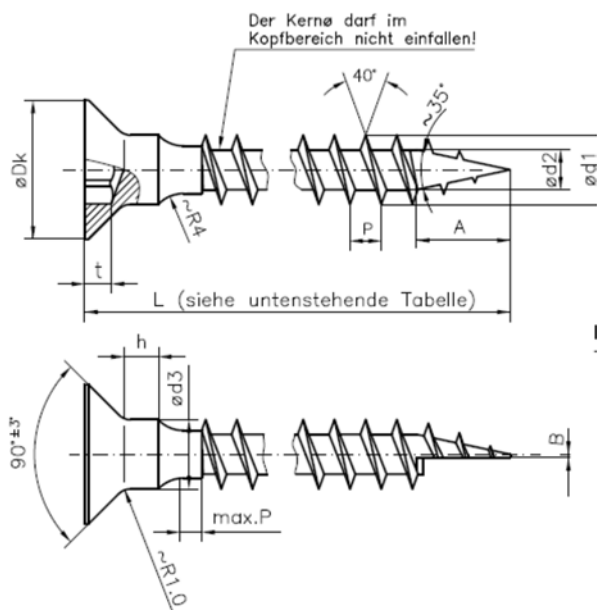 Der Kernø darf im
Kopfbereich nicht einfallen!
40°
~35°
øDk
ød2
ød1
~R4
P
A
t
L (siehe untenstehende Tabelle)
h
ød3
90°±3°
B
max.P
~R1.0